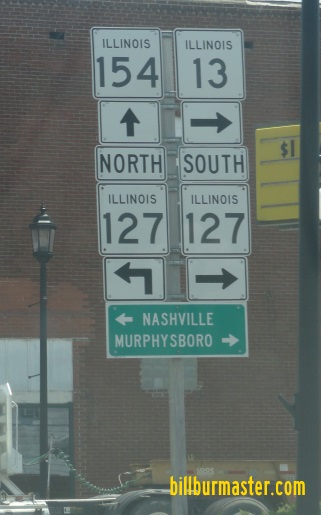 ILLINOIS ILLINOIS
154 13
NORTH SOUTH
ILLINOIS ILLINOIS
127 127
NASHVILLE
MURPHYSBORO
$1
billburmaster.com